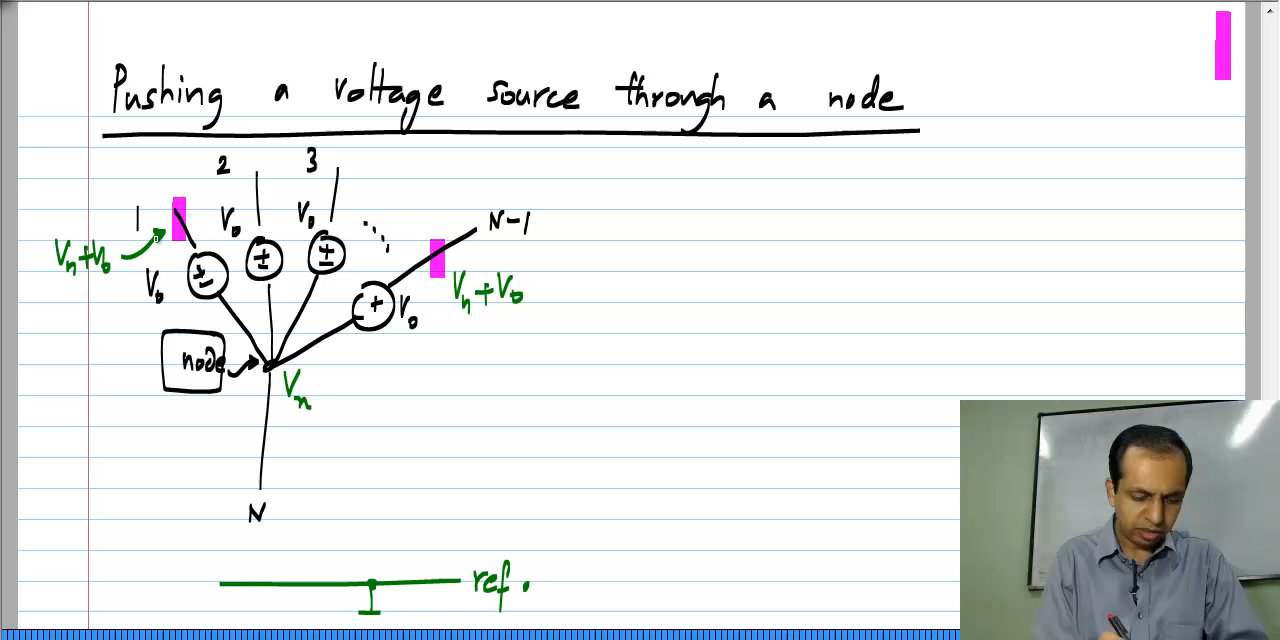 Pushing a voltage source through a node
2 3
1 V0 V0 N-1
Vn+V0
± ± ±
V0 + V0 Vn+V0
node
Vn
N
ref.